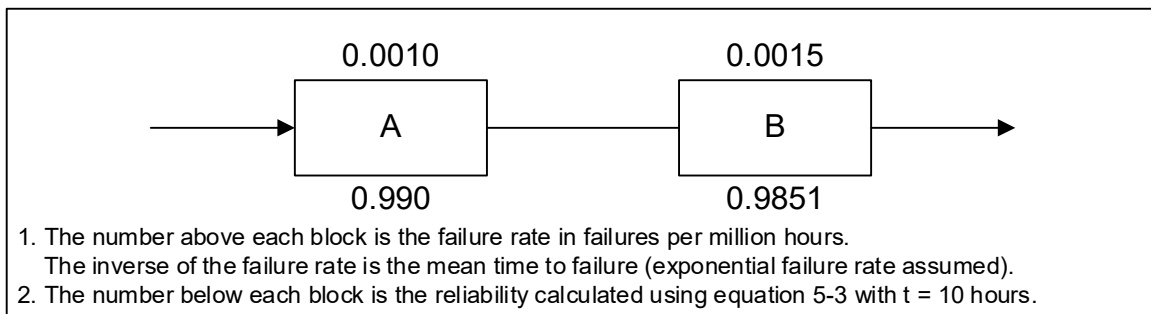 0.0010 0.0015
A B
0.990 0.9851
1. The number above each block is the failure rate in failures per million hours.
The inverse of the failure rate is the mean time to failure (exponential failure rate assumed).
2. The number below each block is the reliability calculated using equation 5-3 with t = 10 hours.